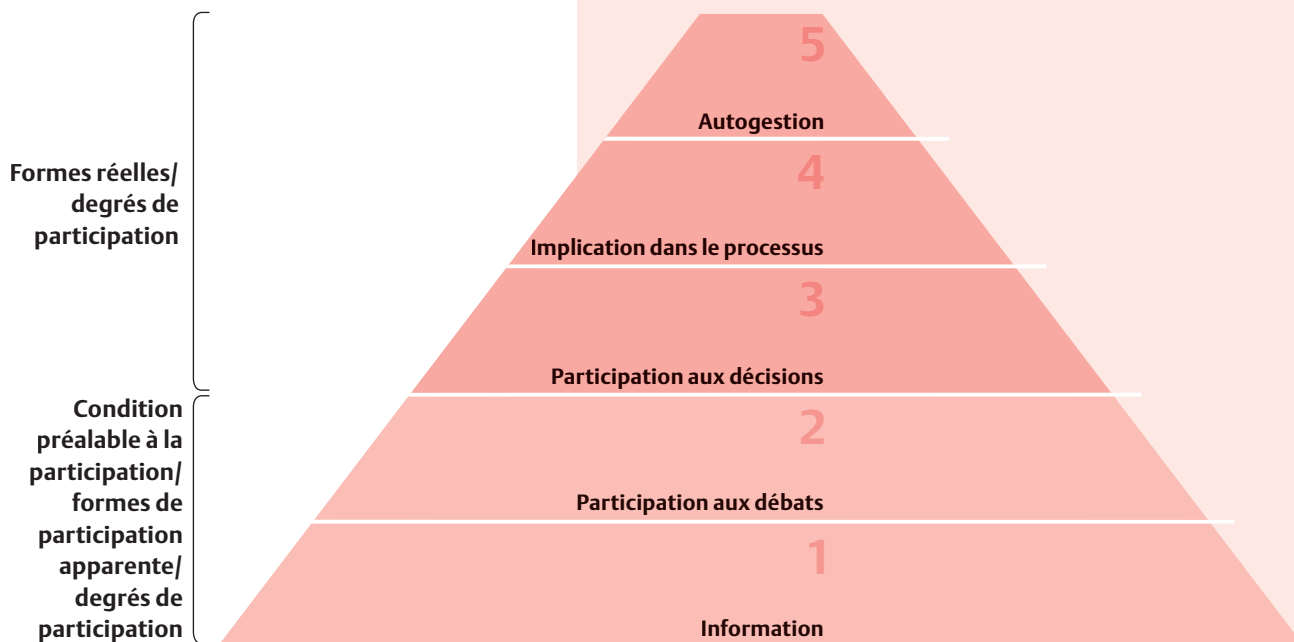 5
Autogestion
Formes réelles/
degrés de
participation
4
Implication dans le processus
3
Participation aux décisions
Condition
préalable à la
participation/
formes de
participation
apparente/
degrés de
participation
2
Participation aux débats
1
Information